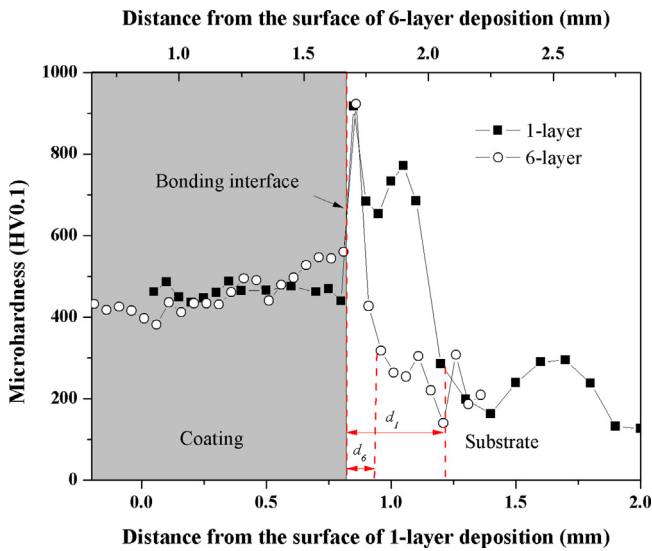 Distance from the surface of 6-layer deposition (mm)
1.0 1.5 2.0 2.5
1000
800
600
400
200
0
Microhardness (HV0.1)
1-layer
6-layer
Bonding interface
Coating
d1
Substrate
d6
0.0 0.5 1.0 1.5 2.0
Distance from the surface of 1-layer deposition (mm)